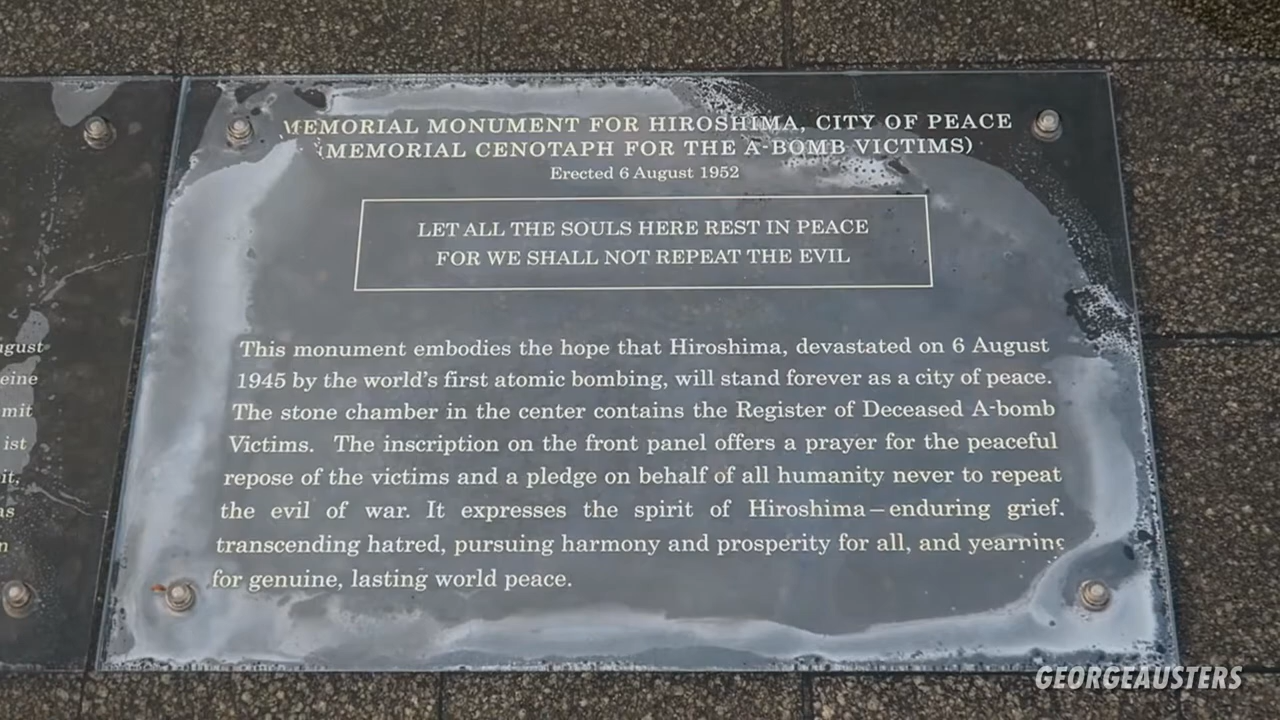 MEMORIAL MONUMENT FOR HIROSHIMA, CITY OF PEACE
(MEMORIAL CENOTAPH FOR THE A-BOMB VICTIMS)
Erected 6 August 1952
LET ALL THE SOULS HERE REST IN PEACE
FOR WE SHALL NOT REPEAT THE EVIL
This monument embodies the hope that Hiroshima, devastated on 6 August
1945 by the world's first atomic bombing, will stand forever as a city of peace.
The stone chamber in the center contains the Register of Deceased A-bomb
Victims. The inscription on the front panel offers a prayer for the peaceful
repose of the victims and a pledge on behalf of all humanity never to repeat
the evil of war. It expresses the spirit of Hiroshima–enduring grief,
transcending hatred, pursuing harmony and prosperity for all, and yearning
for genuine, lasting world peace.
eine
mit
ist
GEORGEAUSTERS